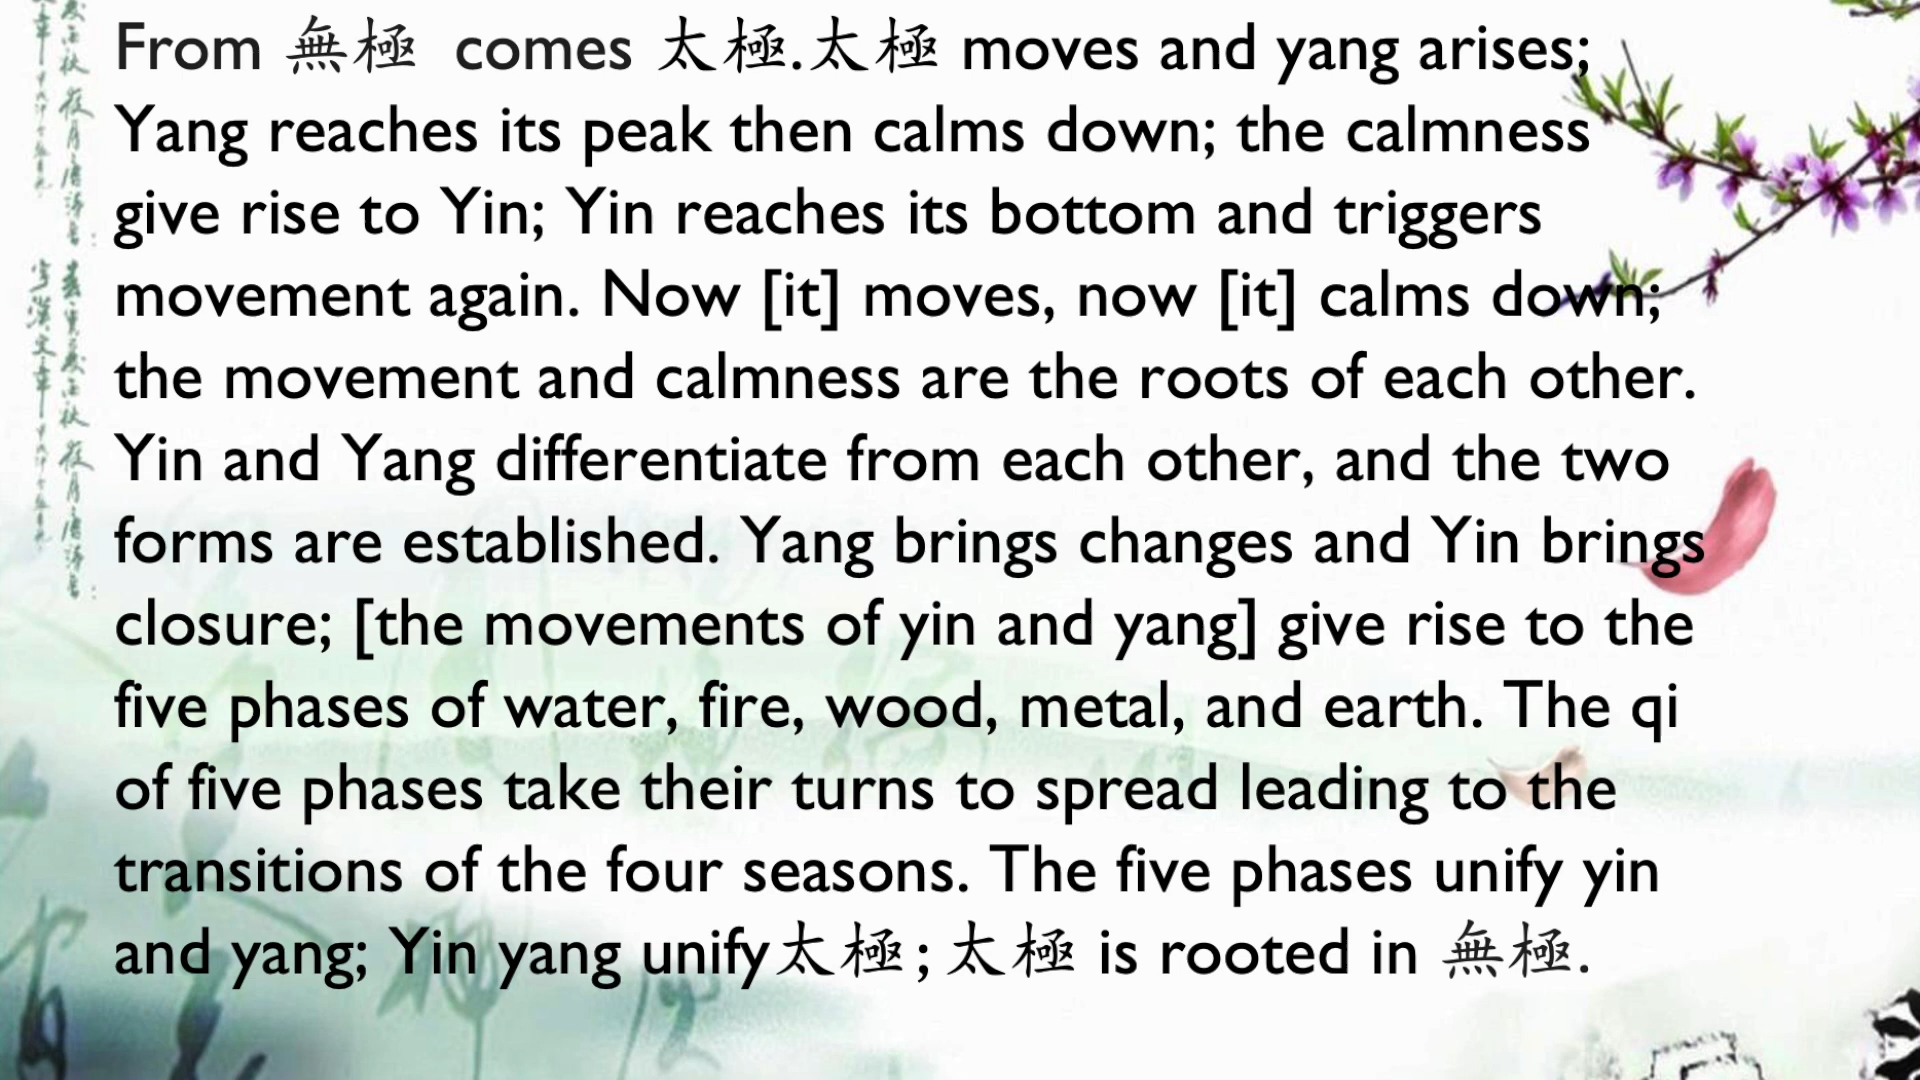 From 無極 comes 太極.太極 moves and yang arises;
Yang reaches its peak then calms down; the calmness
give rise to Yin; Yin reaches its bottom and triggers
movement again. Now [it] moves, now [it] calms down;
the movement and calmness are the roots of each other.
Yin and Yang differentiate from each other, and the two
forms are established. Yang brings changes and Yin brings
closure; [the movements of yin and yang] give rise to the
five phases of water, fire, wood, metal, and earth. The qi
of five phases take their turns to spread leading to the
transitions of the four seasons. The five phases unify yin
and yang; Yin yang unify太極; 太極 is rooted in 無極.